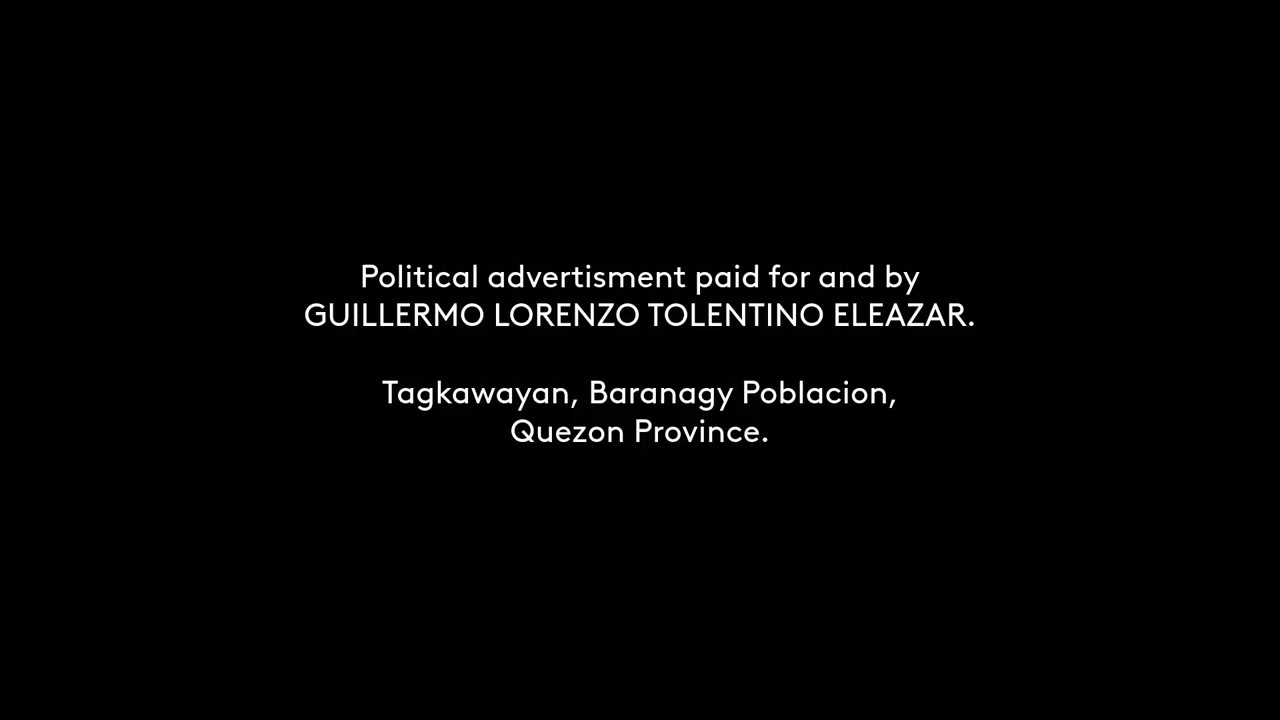 Political advertisment paid for and by
GUILLERMO LORENZO TOLENTINO ELEAZAR.
Tagkawayan, Baranagy Poblacion,
Quezon Province.